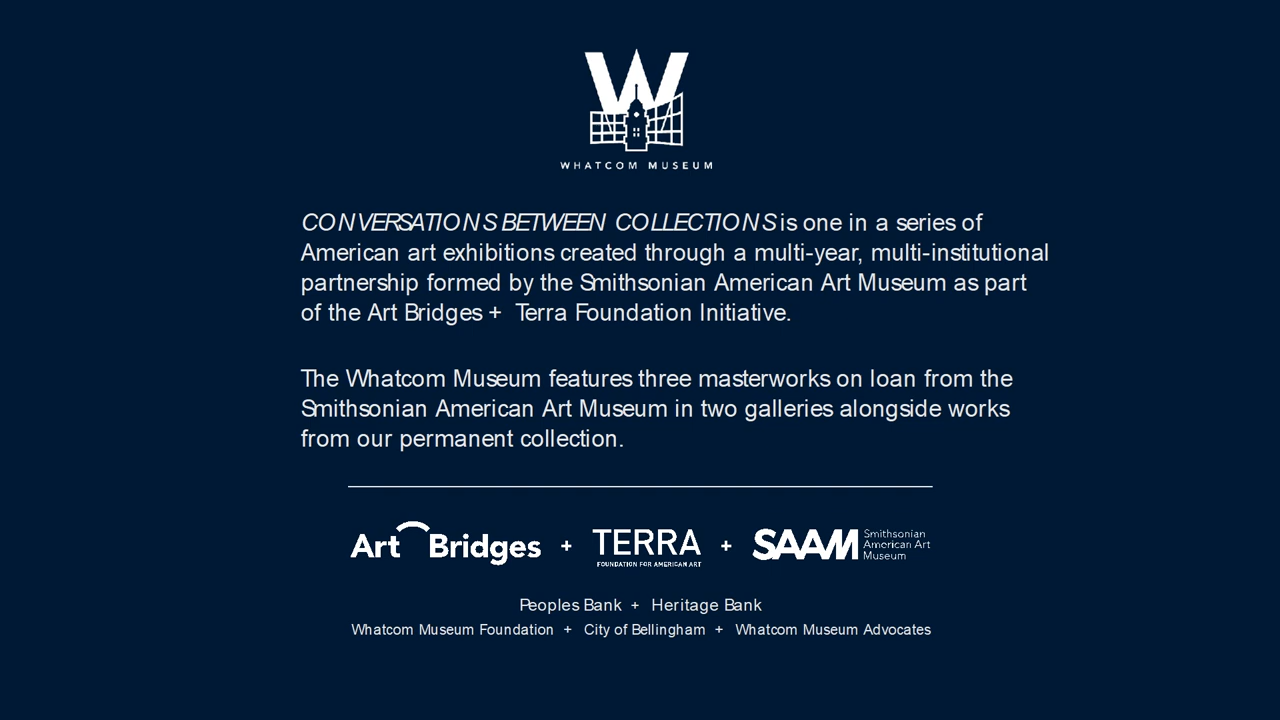 W
WHATCOM MUSEUM
CONVERSATIONS BETWEEN COLLECTIONS is one in a series of
American art exhibitions created through a multi-year, multi-institutional
partnership formed by the Smithsonian American Art Museum as part
of the Art Bridges + Terra Foundation Initiative.
The Whatcom Museum features three masterworks on loan from the
Smithsonian American Art Museum in two galleries alongside works
from our permanent collection.
Art Bridges + TERRA + SAAM
FOUNDATION FOR AMERICAN ART
Smithsonian
American Art
Museum
Peoples Bank + Heritage Bank
Whatcom Museum Foundation + City of Bellingham + Whatcom Museum Advocates